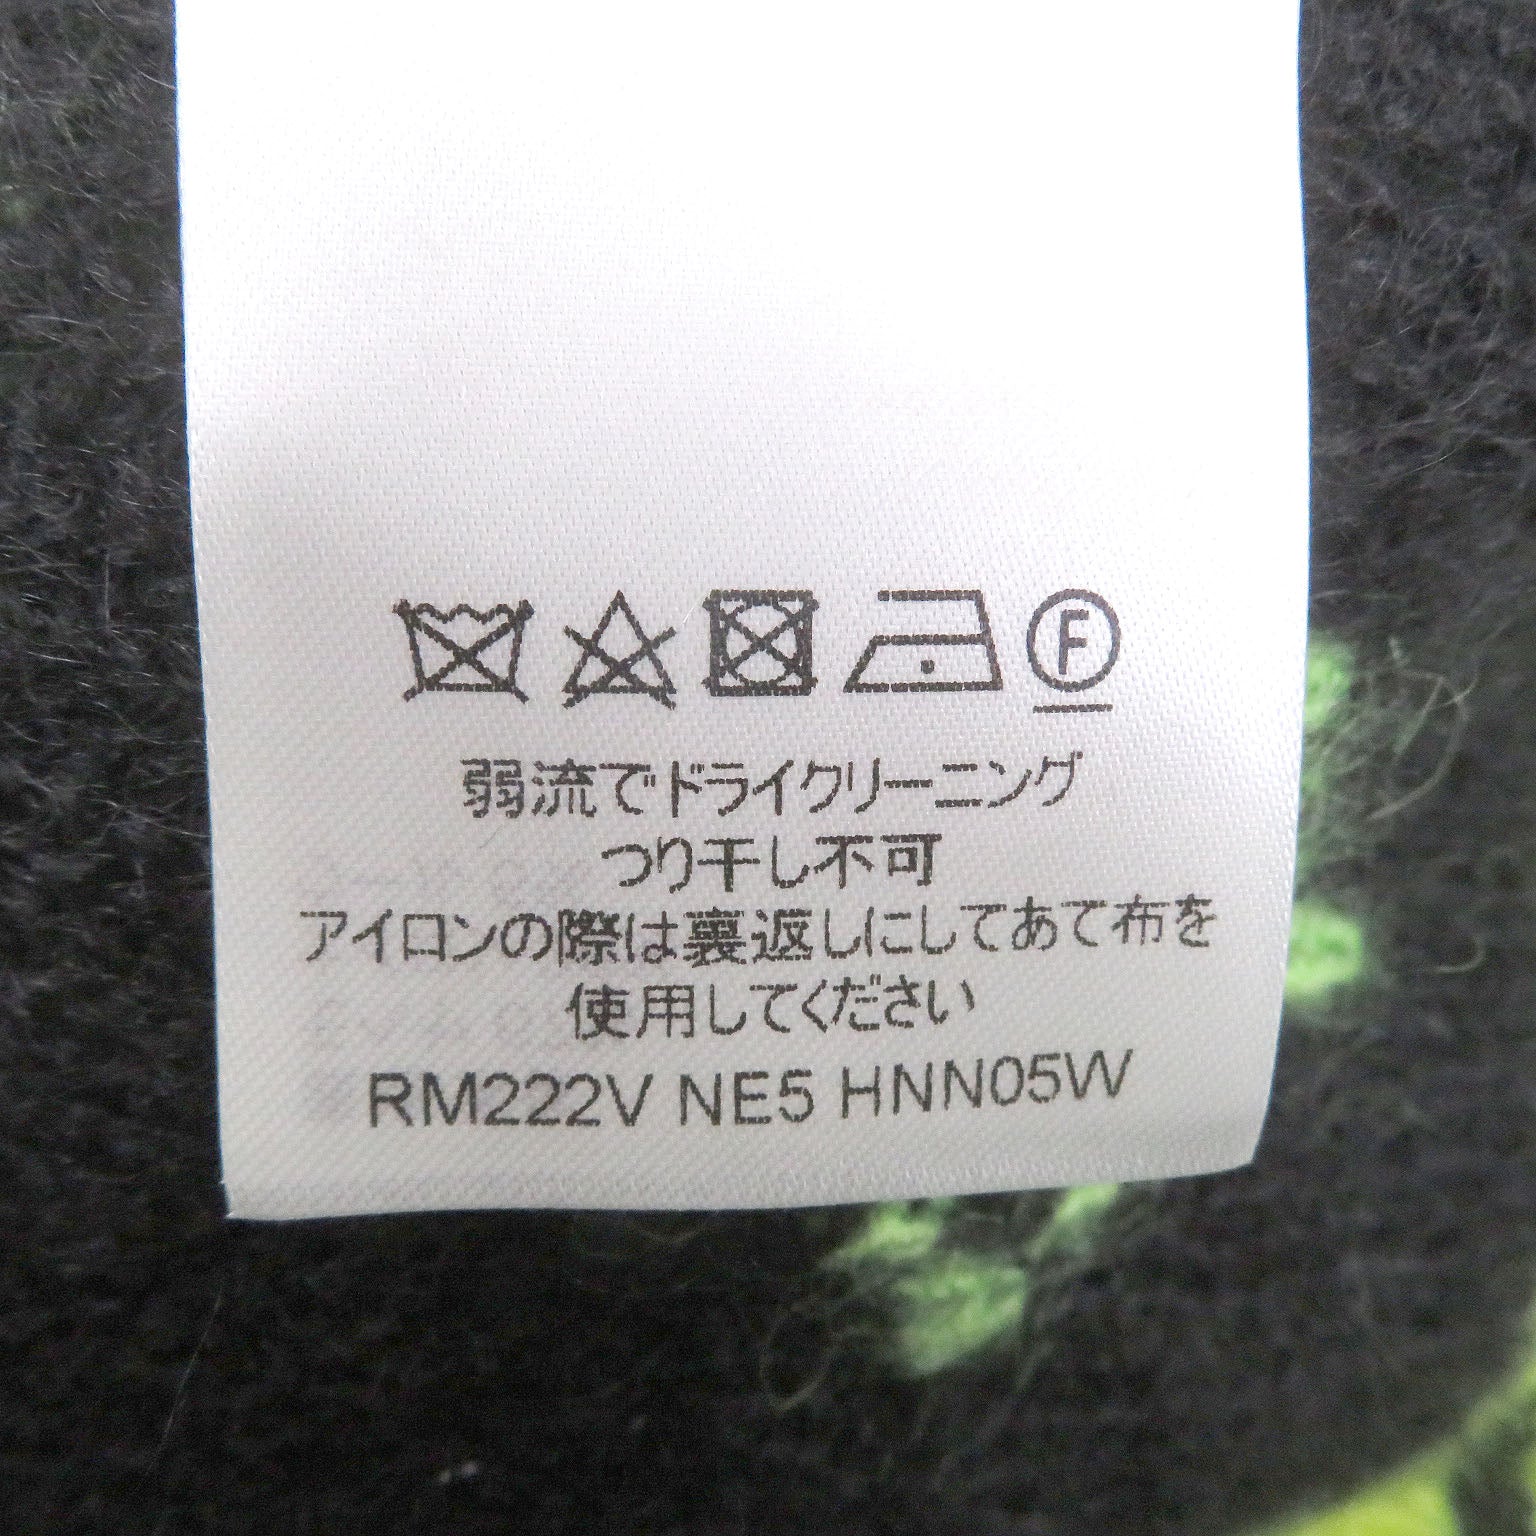 F
弱流でドライクリーニング
つり干し不可
アイロンの際は裏返しにしてあて布を
使用してください
RM222V NE5 HNN05W